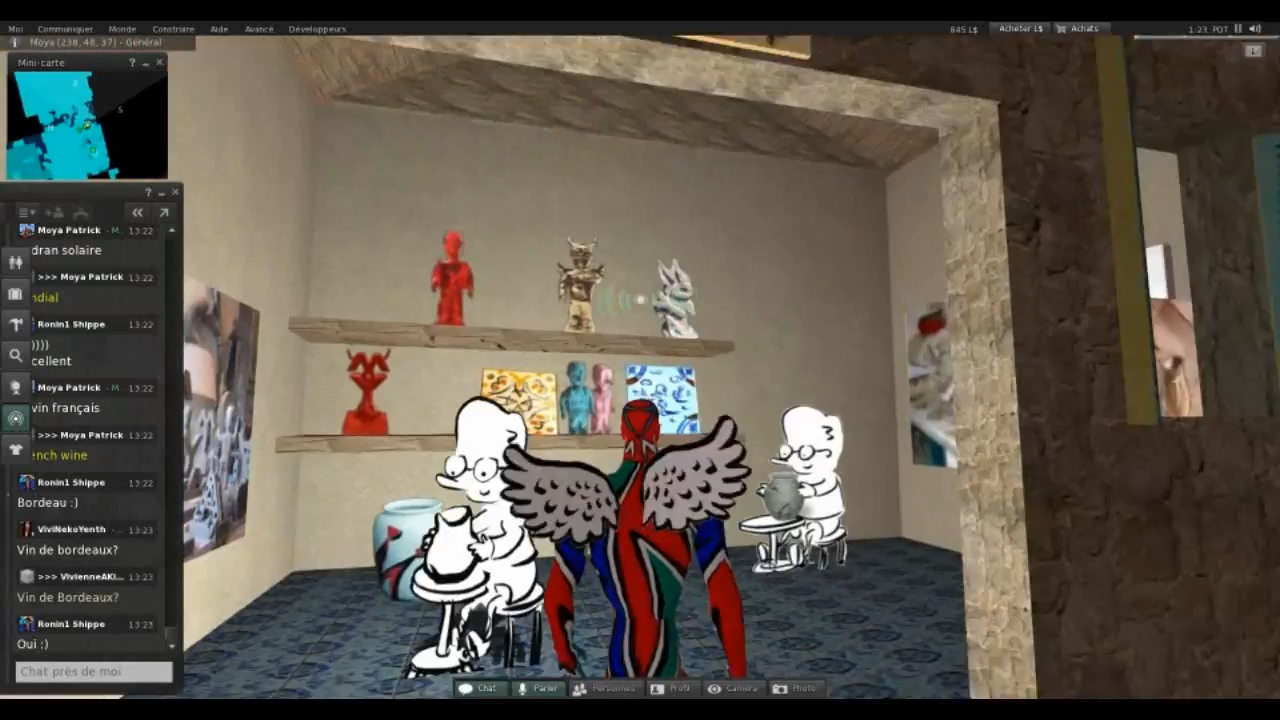 Moi Communiquer Monde Construire Aide Avancé Développeurs 845 L$ Acheter L$ Achats 1:23 PDT
Moya (238, 48, 37) - Général
Mini-carte ? _ ×
S
? _ ×
Moya Patrick - M. 13:22
dran solaire
>>> Moya Patrick 13:22
ndial
Ronin1 Shippe 13:22
))))
cellent
Moya Patrick - M. 13:22
vin français
>>> Moya Patrick 13:22
ench wine
Ronin1 Shippe 13:22
Bordeau :)
ViviNekoYenth - ... 13:23
Vin de bordeaux?
>>> VivienneAKi... 13:23
Vin de Bordeaux?
Ronin1 Shippe 13:23
Oui :)
Chat près de moi
Chat Parler Personnes Profil Caméra Photo